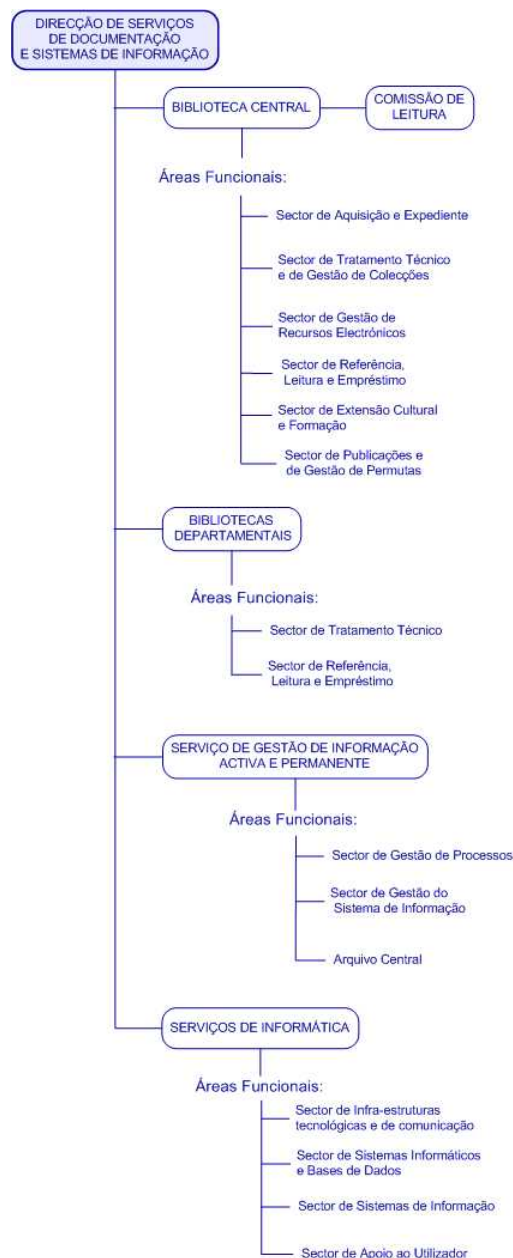 DIRECÇÃO DE SERVIÇOS
DE DOCUMENTAÇÃO
E SISTEMAS DE INFORMAÇÃO
BIBLIOTECA CENTRAL
COMISSÃO DE
LEITURA
Áreas Funcionais:
Sector de Aquisição e Expediente
Sector de Tratamento Técnico
e de Gestão de Colecções
Sector de Gestão de
Recursos Electrónicos
Sector de Referência,
Leitura e Empréstimo
Sector de Extensão Cultural
e Formação
Sector de Publicações e
de Gestão de Permutas
BIBLIOTECAS
DEPARTAMENTAIS
Áreas Funcionais:
Sector de Tratamento Técnico
Sector de Referência,
Leitura e Empréstimo
SERVIÇO DE GESTÃO DE INFORMAÇÃO
ACTIVA E PERMANENTE
Áreas Funcionais:
Sector de Gestão de Processos
Sector de Gestão do
Sistema de Informação
Arquivo Central
SERVIÇOS DE INFORMÁTICA
Áreas Funcionais:
Sector de Infra-estruturas
tecnológicas e de comunicação
Sector de Sistemas Informáticos
e Bases de Dados
Sector de Sistemas de Informação
Sector de Apoio ao Utilizador